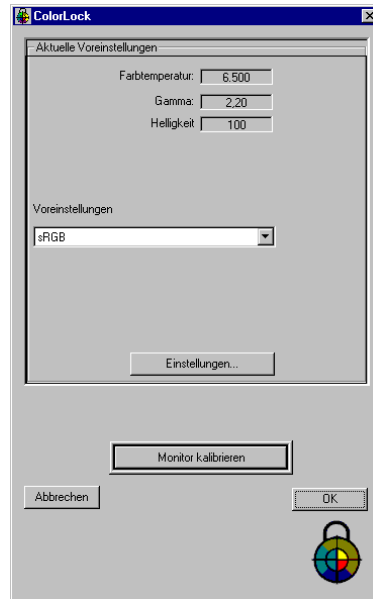 ColorLock
Aktuelle Voreinstellungen
Farbtemperatur: 6.500
Gamma: 2,20
Helligkeit 100
Voreinstellungen
sRGB
Einstellungen...
Monitor kalibrieren
Abbrechen OK